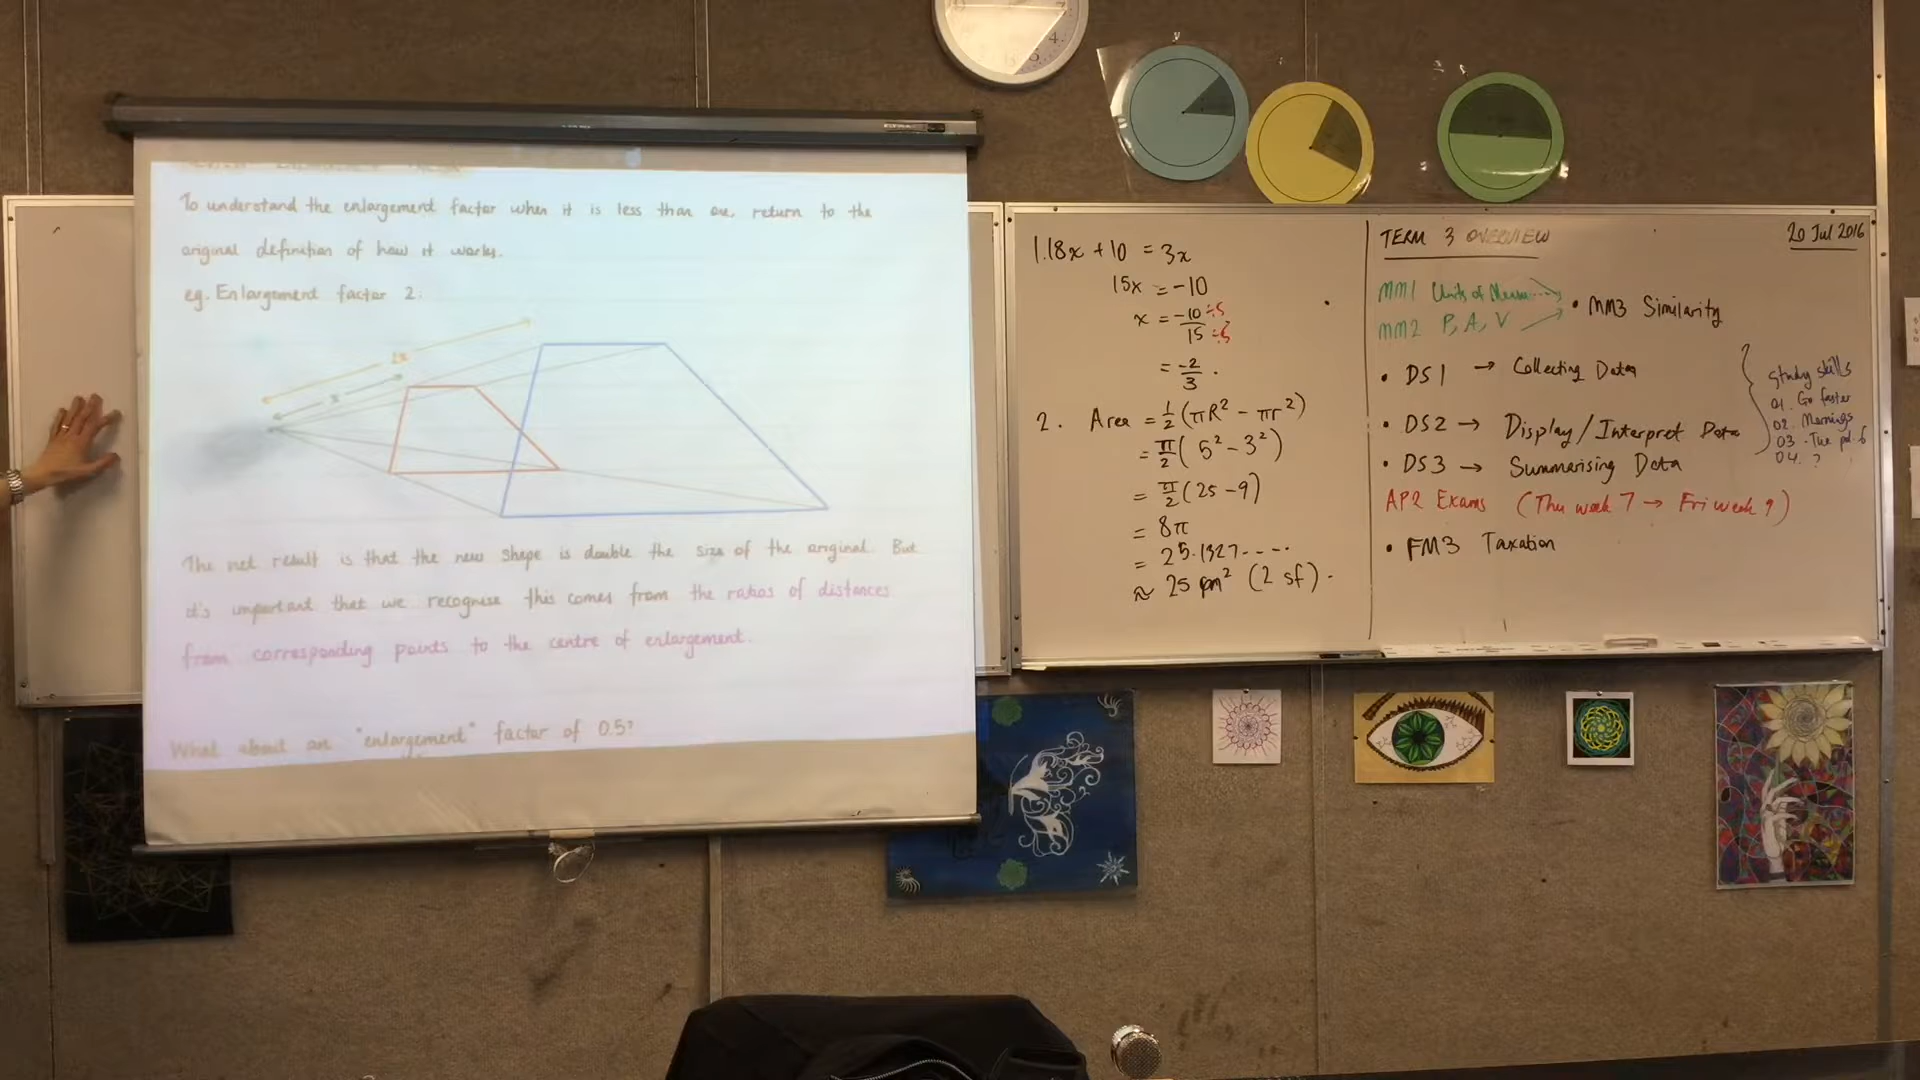 To understand the enlargement factor when it is less than one, return to the
original definition of how it works.
eg. Enlargement factor 2:
2x
x
The net result is that the new shape is double the size of the original. But
it's important that we recognise this comes from the ratios of distances
from corresponding points to the centre of enlargement.
What about an "enlargement" factor of 0.5?
1. 18x + 10 = 3x
15x = -10
x = -10 ÷5
15 ÷5
= -2
3 .
2. Area = ½ (πR² - πr²)
= π/2 ( 5² - 3² )
= π/2 (25 - 9)
= 8π
= 25.1327....
≈ 25 (2 sf).
TERM 3 OVERVIEW
20 Jul 2016
MM1 Units of
MM2 P, A, V
• MM3 Similarity
• DS1 → Collecting Data
• DS2 → Display/Interpret Data
• DS3 → Summarising Data
AP2 Exams (Thu week 7 → Fri week 9)
• FM3 Taxation
Study skills
01. Go faster
02. Mornings
03. The
04. ?